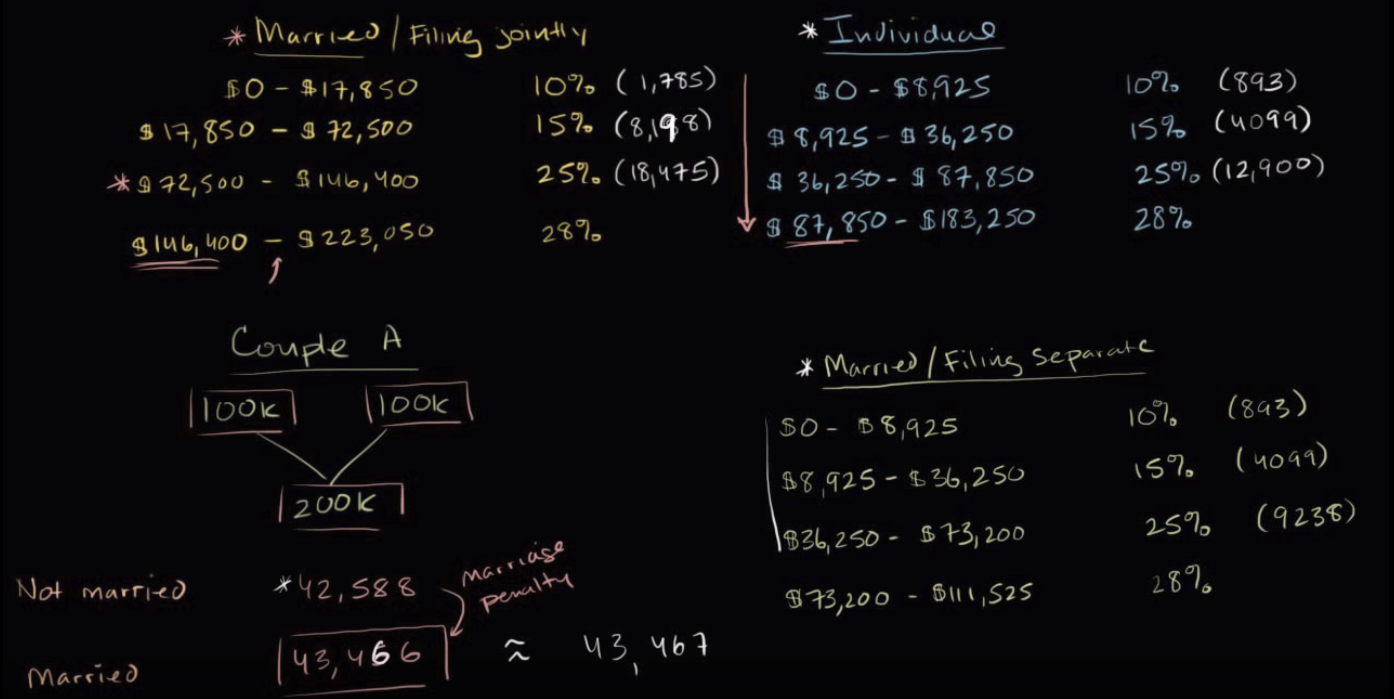 * Married / Filing jointly
$0 - $17,850 10% (1,785)
$17,850 - $72,500 15% (8,198)
* $72,500 - $146,400 25% (18,475)
$146,400 - $223,050 28%
* Individual
$0 - $8,925 10% (893)
$8,925 - $36,250 15% (4099)
$36,250 - $87,850 25% (12,900)
$87,850 - $183,250 28%
Couple A
100K 100K
200K
Not married *42,588
marriage
penalty
Married 43,466 ≈ 43,467
* Married / Filing Separate
$0 - $8,925 10% (893)
$8,925 - $36,250 15% (4099)
$36,250 - $73,200 25% (9238)
$73,200 - $111,525 28%